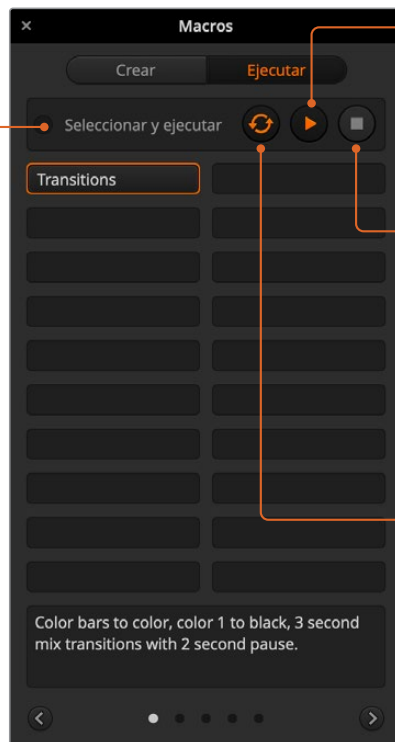 Macros
Crear
Ejecutar
Seleccionar y ejecutar
Transitions
Color bars to color, color 1 to black, 3 second
mix transitions with 2 second pause.